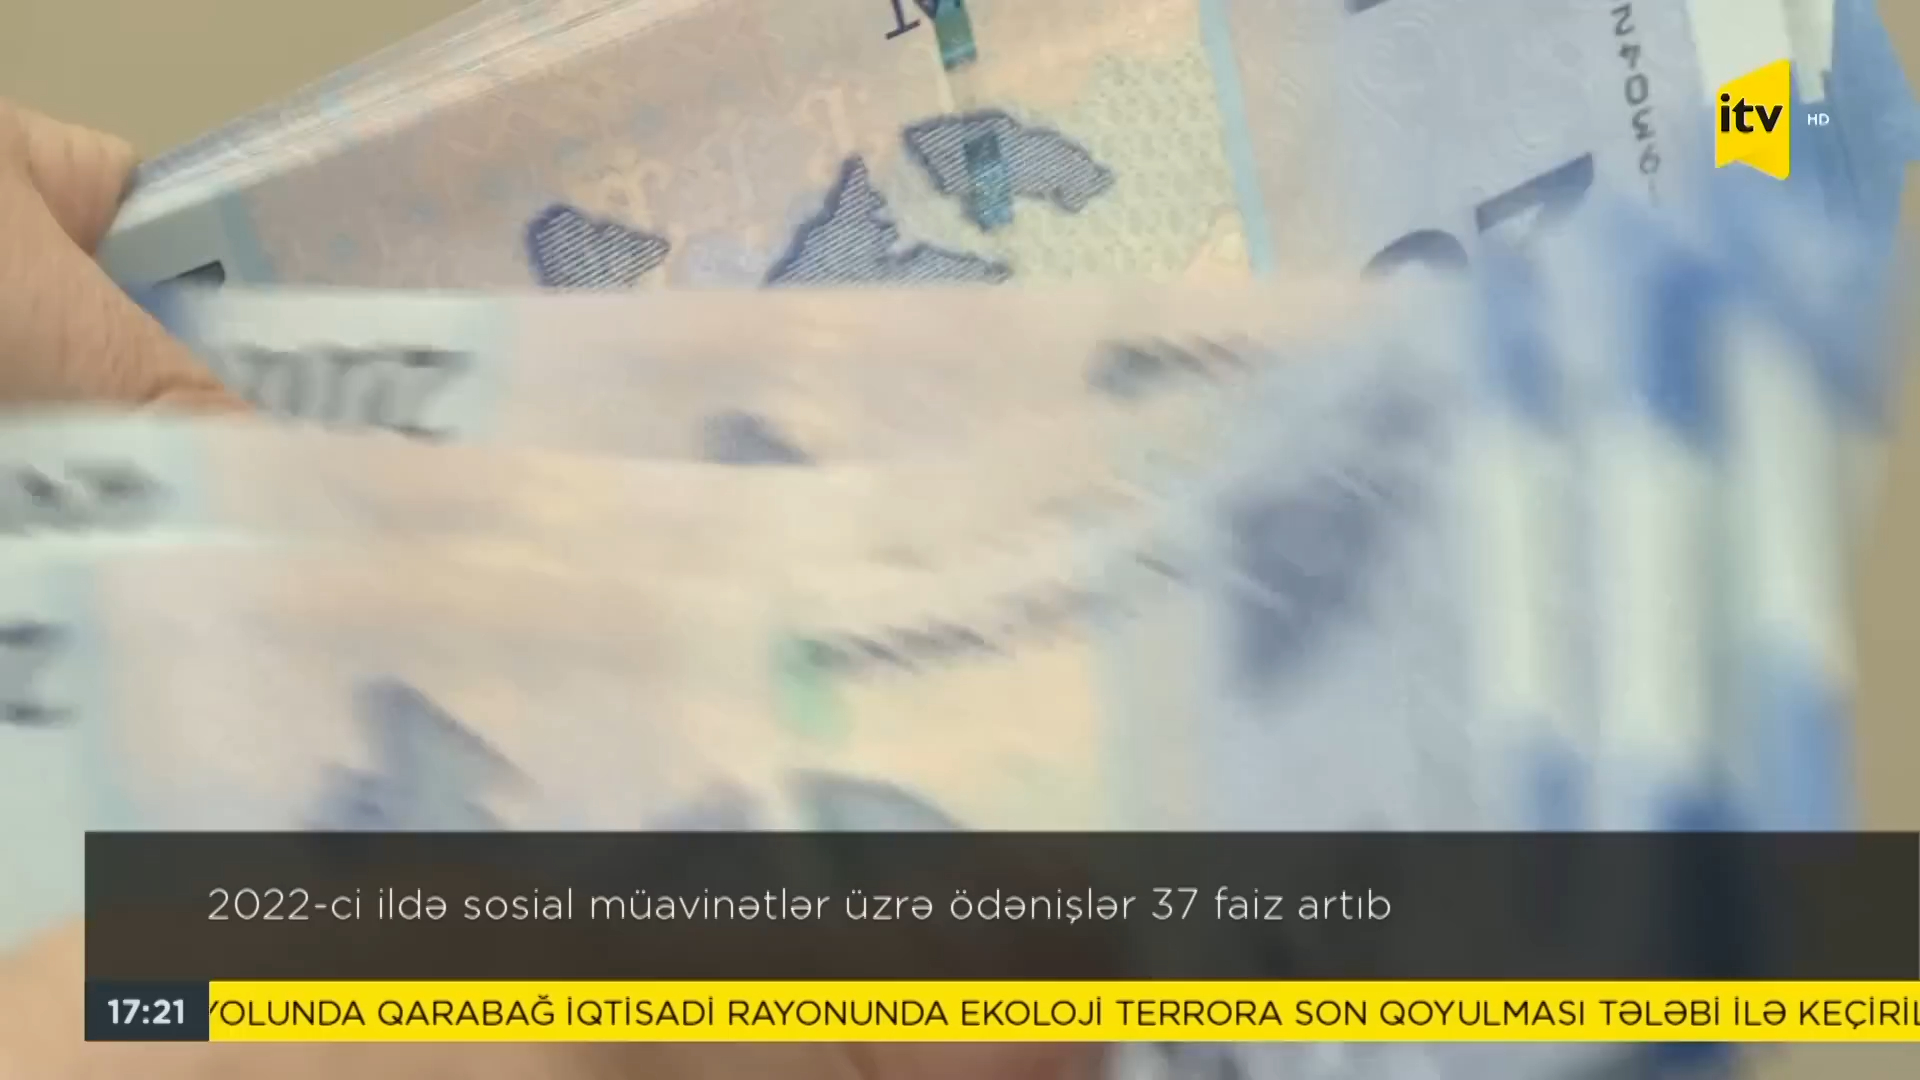 itv HD
2022-ci ildə sosial müavinətlər üzrə ödənişlər 37 faiz artıb
17:21
YOLUNDA QARABAĞ İQTİSADİ RAYONUNDA EKOLOJİ TERRORA SON QOYULMASI TƏLƏBİ İLƏ KEÇİRİL